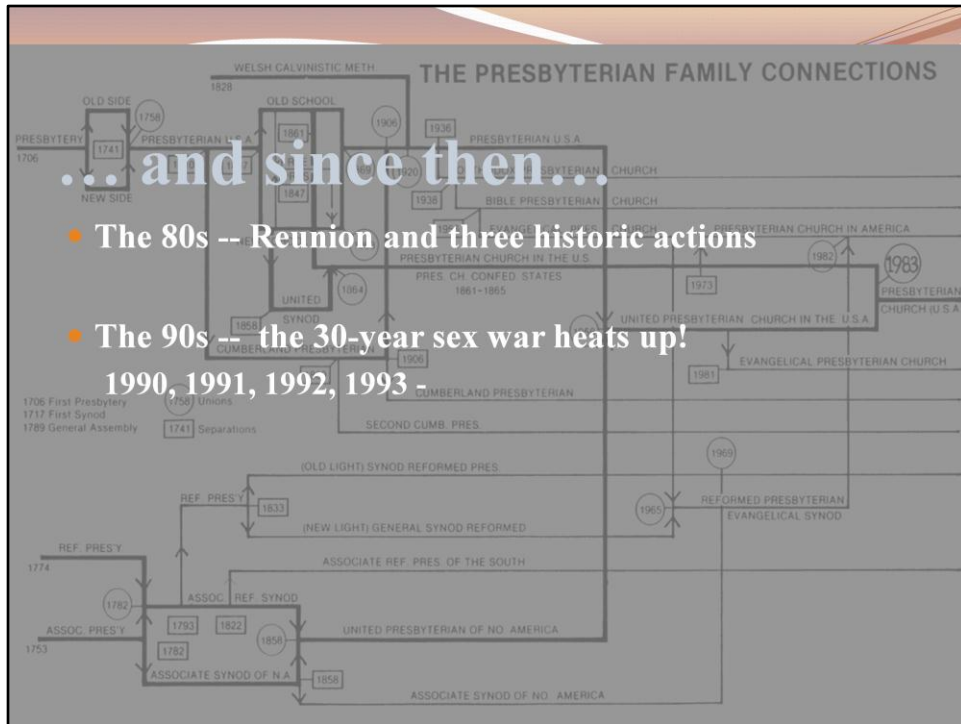 THE PRESBYTERIAN FAMILY CONNECTIONS
WELSH CALVINISTIC METH.
1828
OLD SIDE
1758
OLD SCHOOL
1861
1906
1936
PRESBYTERY
1706
1741
PRESBYTERIAN U.S.A.
PRESBYTERIAN U.S.A.
NEW SIDE
1847
1920
CHURCH
… and since then…
1938
BIBLE PRESBYTERIAN CHURCH
PRESBYTERIAN CHURCH IN AMERICA
• The 80s -- Reunion and three historic actions
PRESBYTERIAN CHURCH IN THE U.S.
1982
1983
PRES. CH. CONFED. STATES
1861-1865
1864
1973
PRESBYTERIAN
CHURCH (U.S.A.
UNITED
SYNOD
1858
UNITED PRESBYTERIAN CHURCH IN THE U.S.A.
• The 90s -- the 30-year sex war heats up!
CUMBERLAND PRESBYTERIAN
1906
EVANGELICAL PRESBYTERIAN CHURCH
1981
1990, 1991, 1992, 1993 -
CUMBERLAND PRESBYTERIAN
1706 First Presbytery
1717 First Synod
1789 General Assembly
1758 Unions
1741 Separations
SECOND CUMB. PRES.
(OLD LIGHT) SYNOD REFORMED PRES.
1969
REF. PRES'Y
1833
1965
REFORMED PRESBYTERIAN
EVANGELICAL SYNOD
(NEW LIGHT) GENERAL SYNOD REFORMED
REF. PRES'Y
1774
ASSOCIATE REF. PRES. OF THE SOUTH
1782
ASSOC. REF. SYNOD
1793
1822
1858
UNITED PRESBYTERIAN OF NO. AMERICA
ASSOC. PRES'Y
1753
1782
ASSOCIATE SYNOD OF N.A.
1858
ASSOCIATE SYNOD OF NO. AMERICA